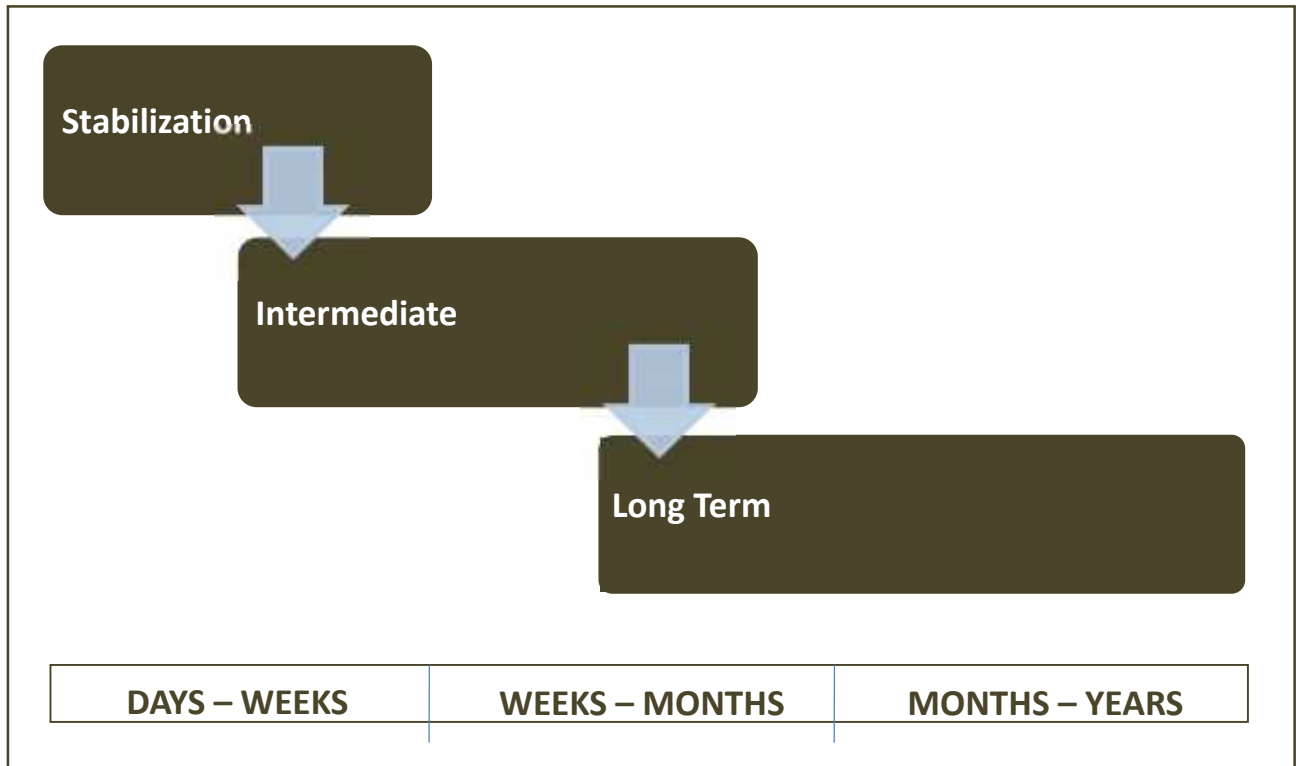 Stabilization
Intermediate
Long Term
DAYS – WEEKS
WEEKS – MONTHS
MONTHS – YEARS